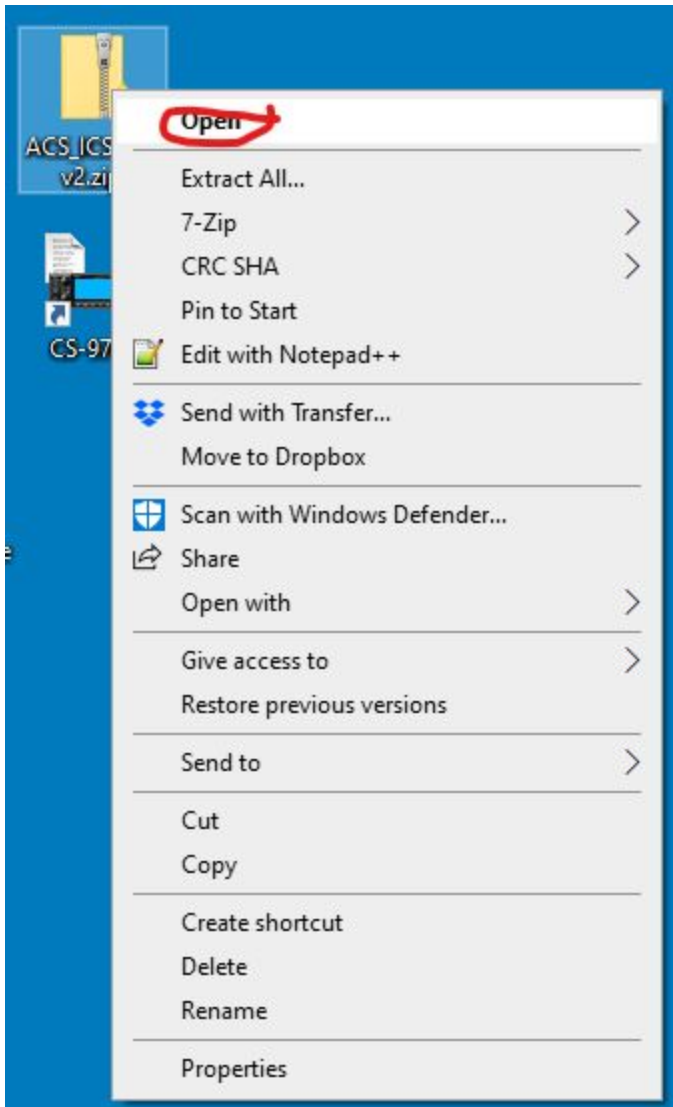 ACS_ICS
v2.zip
CS-97
Open
Extract All...
7-Zip
CRC SHA
Pin to Start
Edit with Notepad++
Send with Transfer...
Move to Dropbox
Scan with Windows Defender...
Share
Open with
Give access to
Restore previous versions
Send to
Cut
Copy
Create shortcut
Delete
Rename
Properties